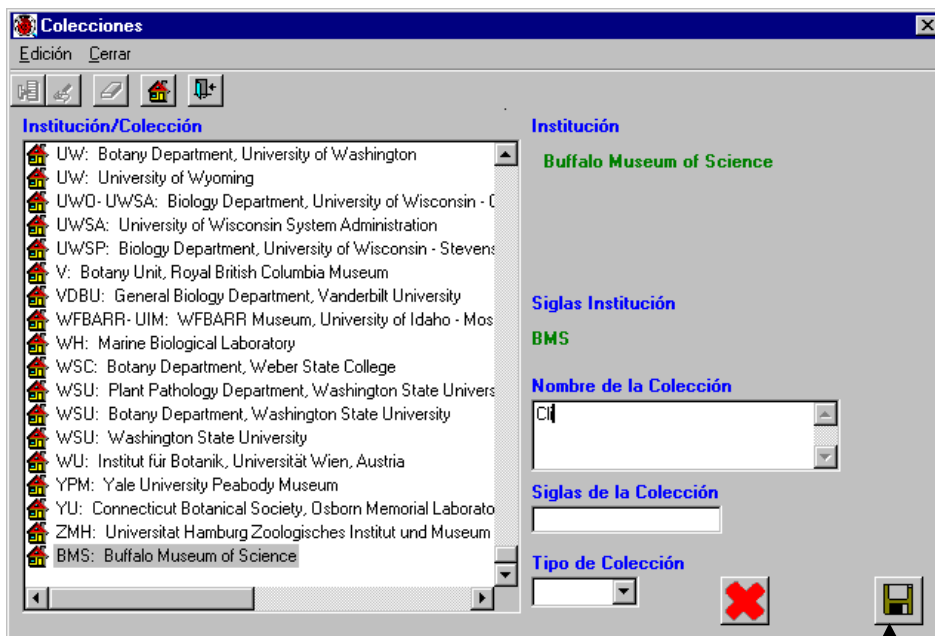 Colecciones
Edición Cerrar
Institución/Colección
UW: Botany Department, University of Washington
UW: University of Wyoming
UWO- UWSA: Biology Department, University of Wisconsin -
UWSA: University of Wisconsin System Administration
UWSP: Biology Department, University of Wisconsin - Stevens
V: Botany Unit, Royal British Columbia Museum
VDBU: General Biology Department, Vanderbilt University
WFBARR- UIM: WFBARR Museum, University of Idaho - Mos
WH: Marine Biological Laboratory
WSC: Botany Department, Weber State College
WSU: Plant Pathology Department, Washington State Univers
WSU: Botany Department, Washington State University
WSU: Washington State University
WU: Institut für Botanik, Universität Wien, Austria
YPM: Yale University Peabody Museum
YU: Connecticut Botanical Society, Osborn Memorial Laborato
ZMH: Universitat Hamburg Zoologisches Institut und Museum
BMS: Buffalo Museum of Science
Institución
Buffalo Museum of Science
Siglas Institución
BMS
Nombre de la Colección
Cli
Siglas de la Colección
Tipo de Colección